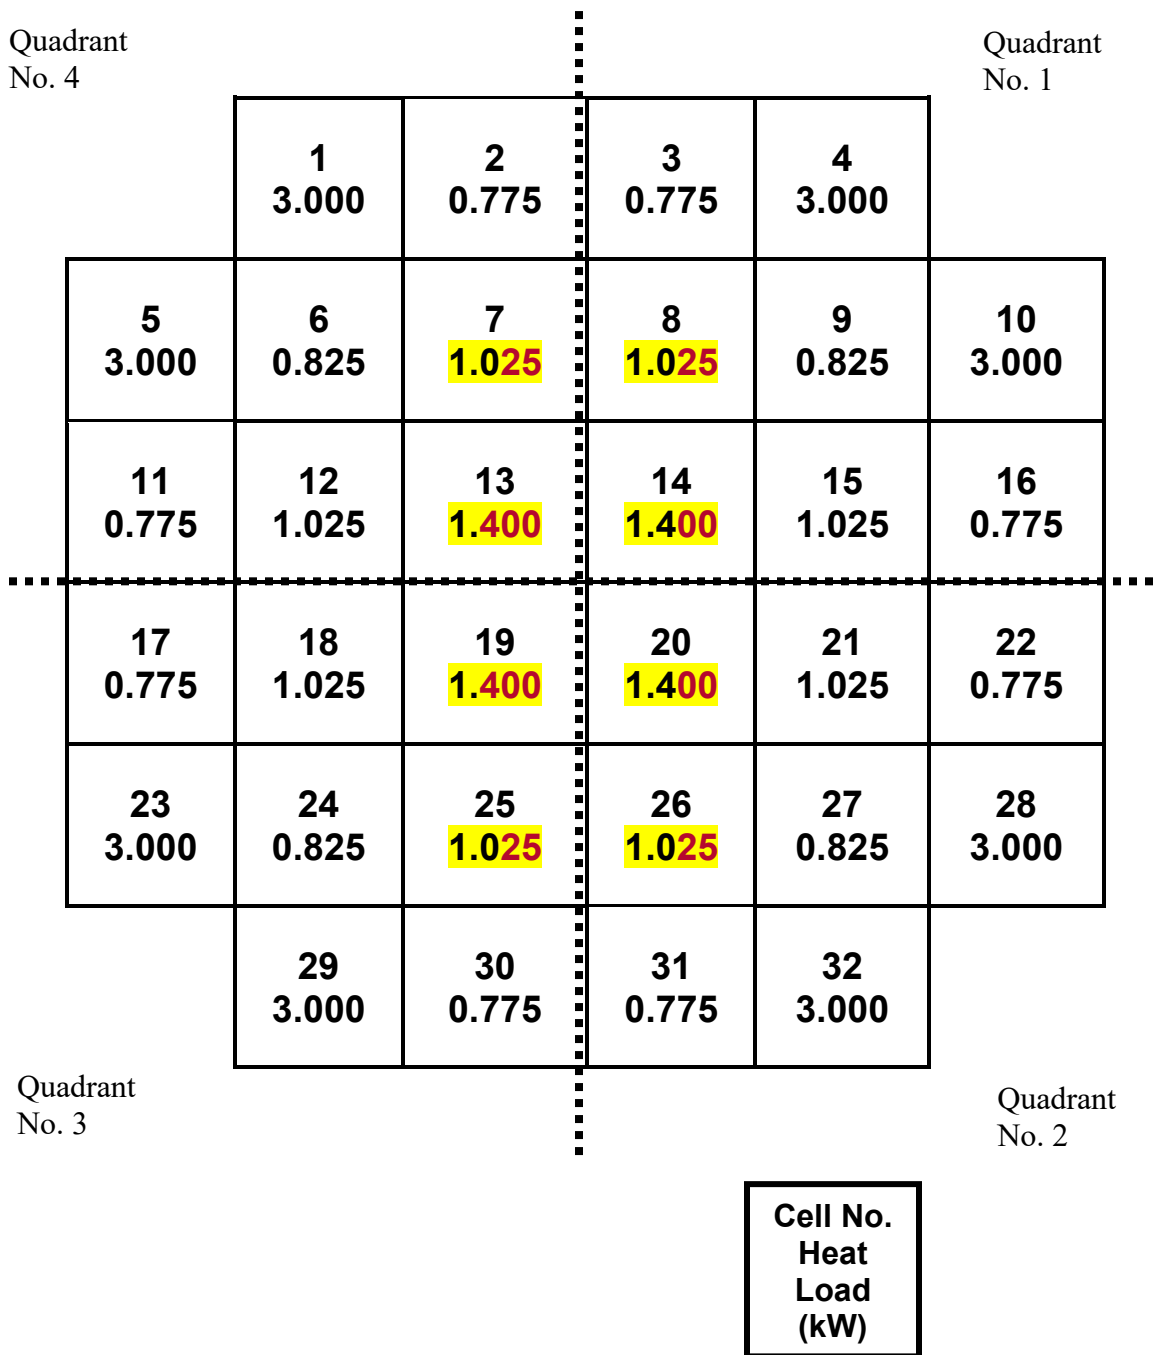 Quadrant
No. 4
Quadrant
No. 1
1 2 3 4
3.000 0.775 0.775 3.000
5 6 7 8 9 10
3.000 0.825 1.025 1.025 0.825 3.000
11 12 13 14 15 16
0.775 1.025 1.400 1.400 1.025 0.775
17 18 19 20 21 22
0.775 1.025 1.400 1.400 1.025 0.775
23 24 25 26 27 28
3.000 0.825 1.025 1.025 0.825 3.000
29 30 31 32
3.000 0.775 0.775 3.000
Quadrant
No. 3
Quadrant
No. 2
Cell No.
Heat
Load
(kW)